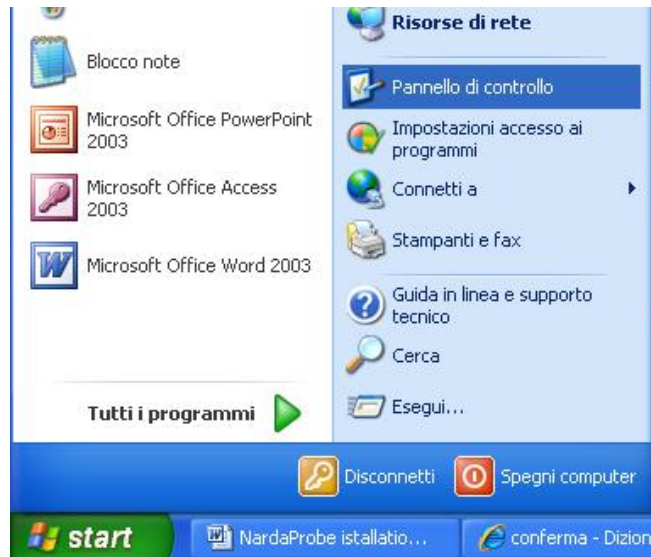 Blocco note
Microsoft Office PowerPoint
2003
Microsoft Office Access
2003
Microsoft Office Word 2003
Tutti i programmi
Risorse di rete
Pannello di controllo
Impostazioni accesso ai
programmi
Connetti a
Stampanti e fax
Guida in linea e supporto
tecnico
Cerca
Esegui...
Disconnetti
Spegni computer
start
NardaProbe istallatio...
conferma - Dizion